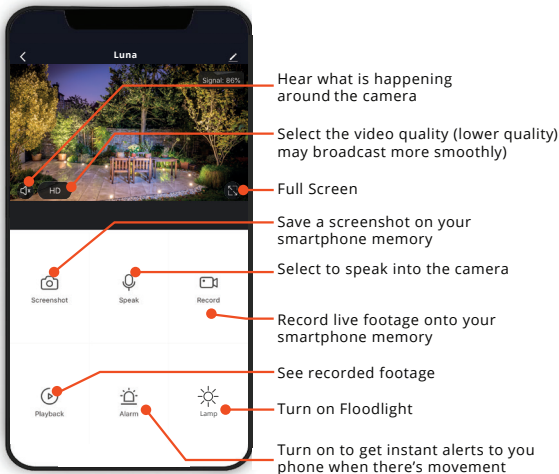 Luna
Signal: 86%
HD
Screenshot
Speak
Record
Playback
Alarm
Lamp
Hear what is happening
around the camera
Select the video quality (lower quality)
may broadcast more smoothly)
Full Screen
Save a screenshot on your
smartphone memory
Select to speak into the camera
Record live footage onto your
smartphone memory
See recorded footage
Turn on Floodlight
Turn on to get instant alerts to you
phone when there’s movement